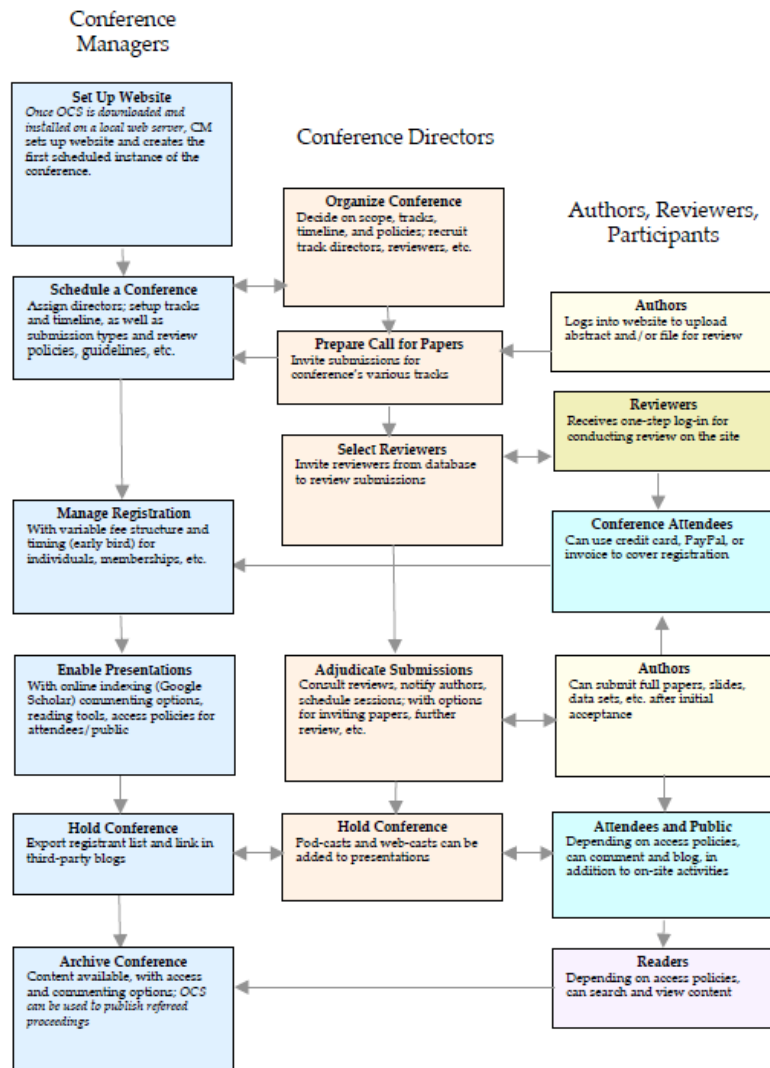 Conference
Managers
Set Up Website
Once OCS is downloaded and
installed on a local web server, CM
sets up website and creates the
first scheduled instance of the
conference.
Schedule a Conference
Assign directors; setup tracks
and timeline, as well as
submission types and review
policies, guidelines, etc.
Manage Registration
With variable fee structure and
timing (early bird) for
individuals, memberships, etc.
Enable Presentations
With online indexing (Google
Scholar) commenting options,
reading tools, access policies for
attendees/public
Hold Conference
Export registrant list and link in
third-party blogs
Archive Conference
Content available, with access
and commenting options; OCS
can be used to publish refereed
proceedings
Conference Directors
Organize Conference
Decide on scope, tracks,
timeline, and policies; recruit
track directors, reviewers, etc.
Prepare Call for Papers
Invite submissions for
conference's various tracks
Select Reviewers
Invite reviewers from database
to review submissions
Adjudicate Submissions
Consult reviews, notify authors,
schedule sessions; with options
for inviting papers, further
review, etc.
Hold Conference
Pod-casts and web-casts can be
added to presentations
Authors, Reviewers,
Participants
Authors
Logs into website to upload
abstract and/or file for review
Reviewers
Receives one-step log-in for
conducting review on the site
Conference Attendees
Can use credit card, PayPal, or
invoice to cover registration
Authors
Can submit full papers, slides,
data sets, etc. after initial
acceptance
Attendees and Public
Depending on access policies,
can comment and blog, in
addition to on-site activities
Readers
Depending on access policies,
can search and view content